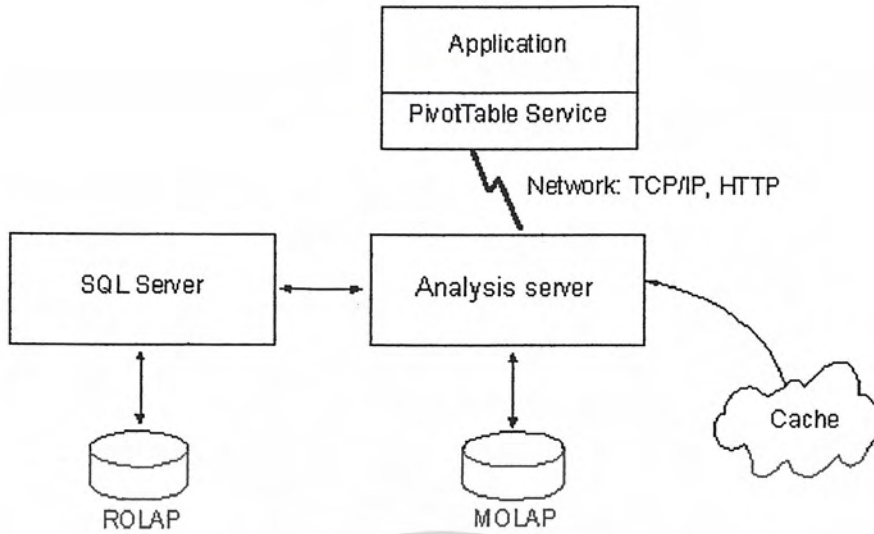 Application
PivotTable Service
Network: TCP/IP, HTTP
SQL Server
Analysis server
Cache
ROLAP
MOLAP